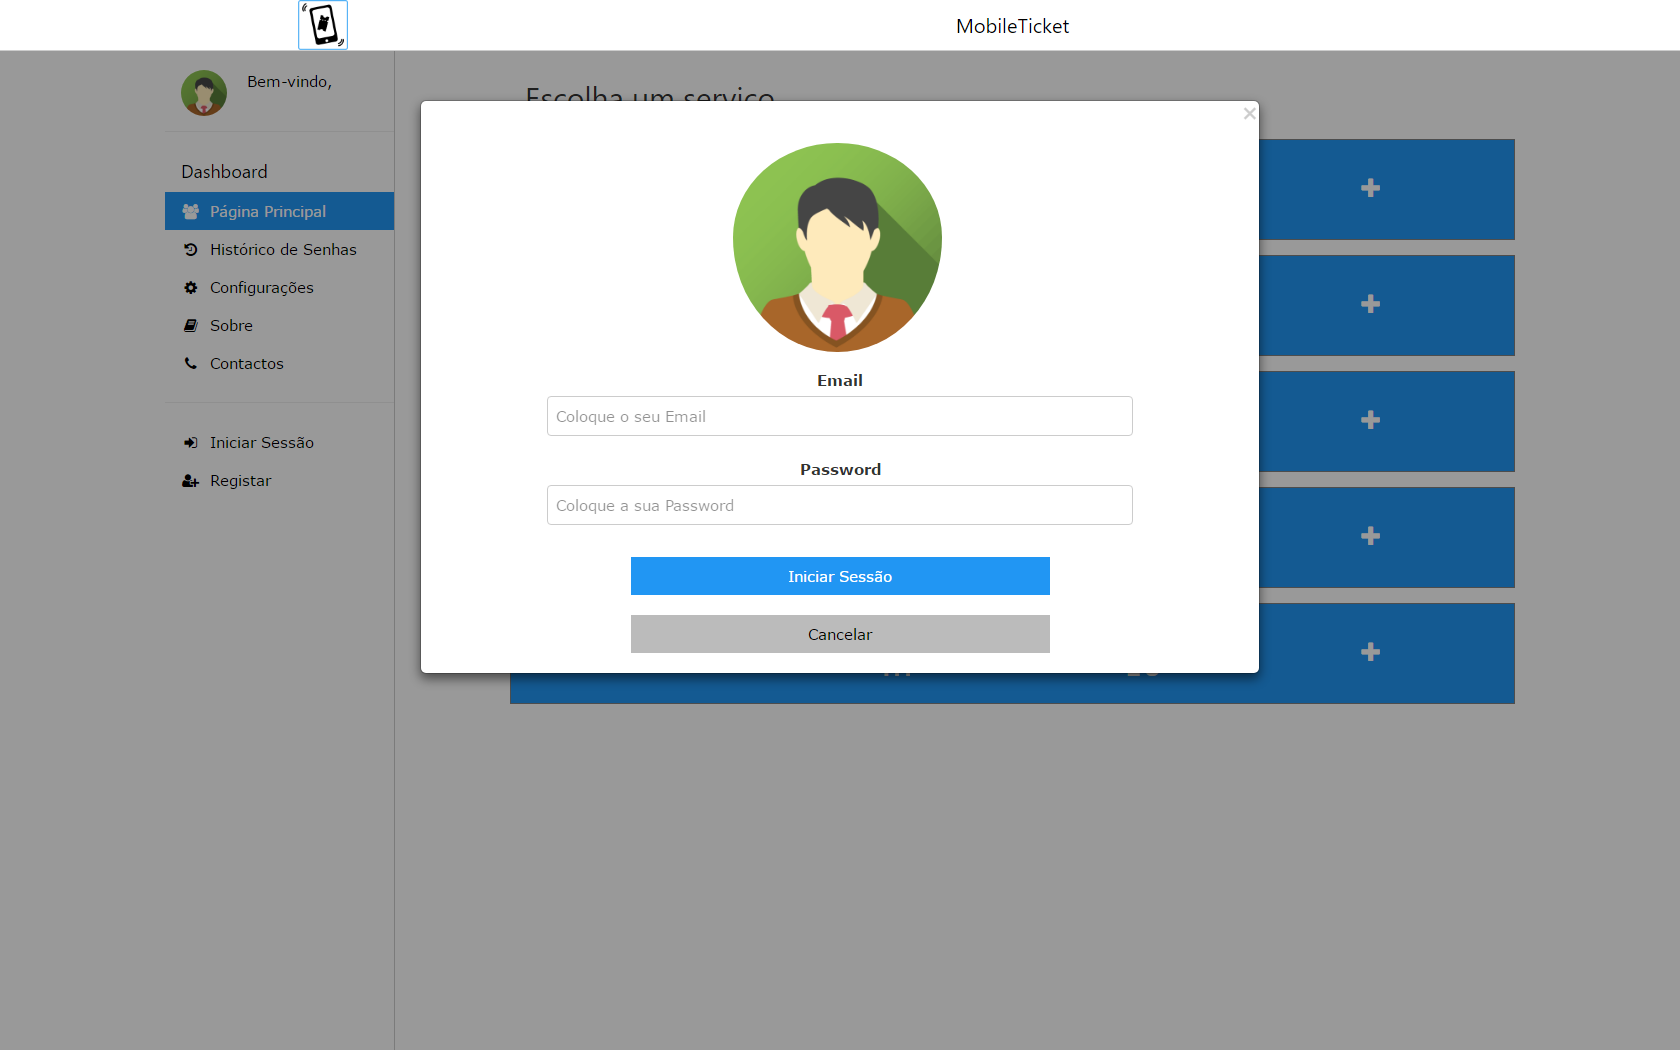 MobileTicket
Bem-vindo,
Dashboard
Página Principal
Histórico de Senhas
Configurações
Sobre
Contactos
Iniciar Sessão
Registar
Escolha um serviço
×
Email
Coloque o seu Email
Password
Coloque a sua Password
Iniciar Sessão
Cancelar